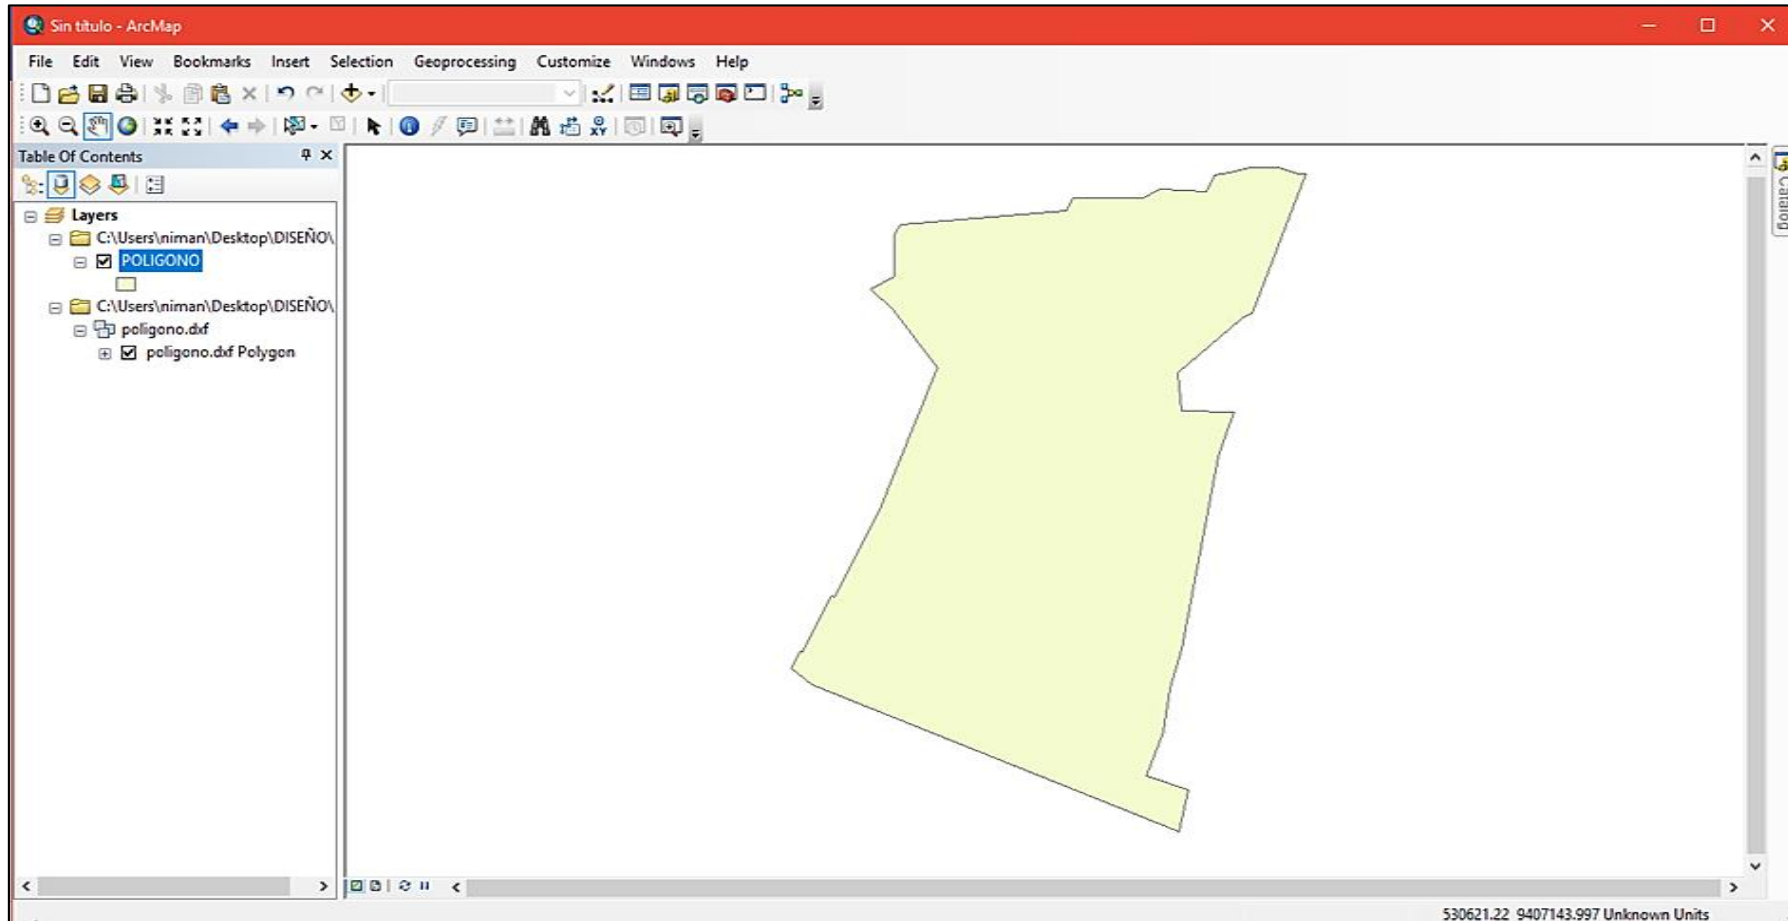 Sin título - ArcMap
File Edit View Bookmarks Insert Selection Geoprocessing Customize Windows Help
Table Of Contents
Layers
C:\Users\niman\Desktop\DISEÑO\
POLIGONO
C:\Users\niman\Desktop\DISEÑO\
poligono.dxf
poligono.dxf Polygon
Catalog
530621.22 9407143.997 Unknown Units